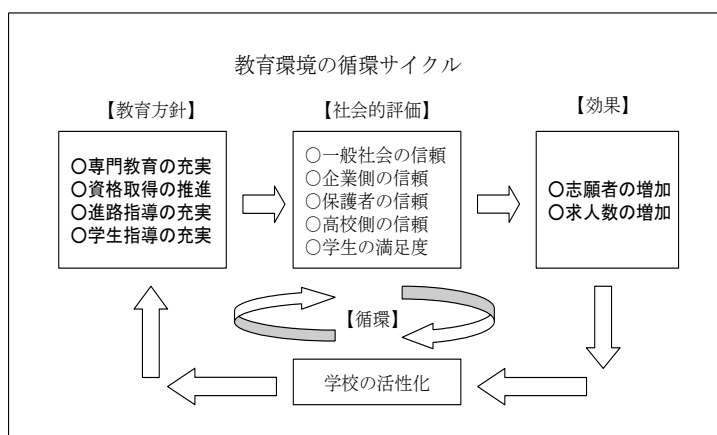 教育環境の循環サイクル
【教育方針】
○専門教育の充実
○資格取得の推進
○進路指導の充実
○学生指導の充実
【社会的評価】
○一般社会の信頼
○企業側の信頼
○保護者の信頼
○高校側の信頼
○学生の満足度
【効果】
○志願者の増加
○求人数の増加
【循環】
学校の活性化